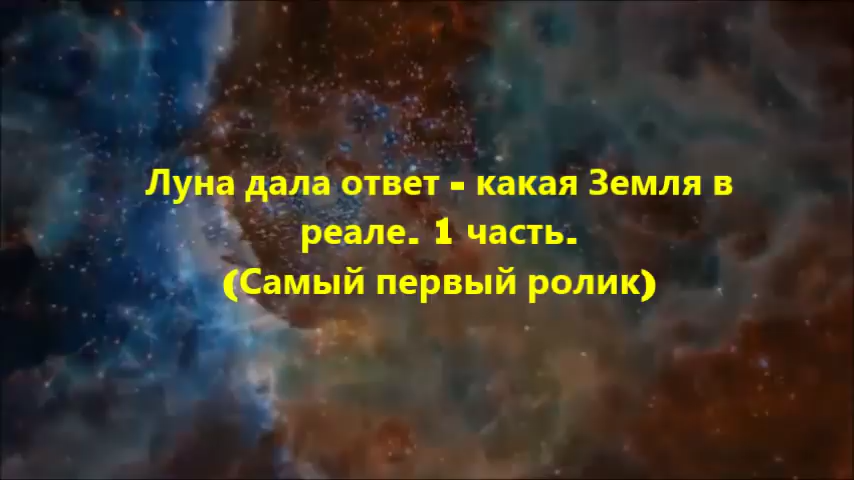 Луна дала ответ - какая Земля в
реале. 1 часть.
(Самый первый ролик)